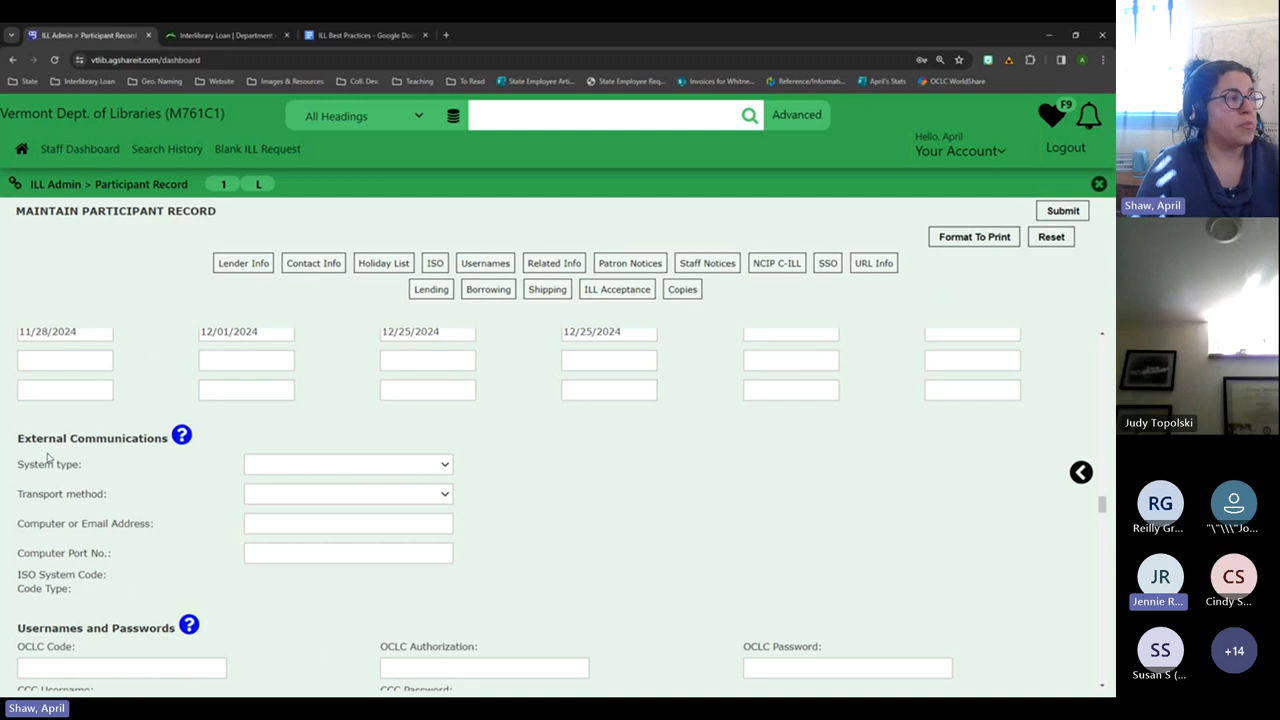 ILL Admin > Participant Record
Interlibrary Loan | Department
ILL Best Practices - Google Doc
vtlib.agshareit.com/dashboard
State
Interlibrary Loan
Geo. Naming
Website
Images & Resources
Coll. Dev.
Teaching
To Read
State Employee Arti...
State Employee Req...
Invoices for Whitne...
Reference/Informati...
April's Stats
OCLC WorldShare
Vermont Dept. of Libraries (M761C1)
All Headings
Advanced
F9
Hello, April
Your Account
Logout
Staff Dashboard
Search History
Blank ILL Request
ILL Admin > Participant Record
1
L
MAINTAIN PARTICIPANT RECORD
Submit
Format To Print
Reset
Lender Info
Contact Info
Holiday List
ISO
Usernames
Related Info
Patron Notices
Staff Notices
NCIP C-ILL
SSO
URL Info
Lending
Borrowing
Shipping
ILL Acceptance
Copies
11/28/2024
12/01/2024
12/25/2024
12/25/2024
External Communications ?
System type:
Transport method:
Computer or Email Address:
Computer Port No.:
ISO System Code:
Code Type:
Usernames and Passwords ?
OCLC Code:
OCLC Authorization:
OCLC Password:
CCC Username:
CCC Password:
Shaw, April
Shaw, April
Judy Topolski
RG
Reilly Gr...
"\"\\\"Jo...
JR
Jennie R...
CS
Cindy S...
SS
Susan S (...
+14